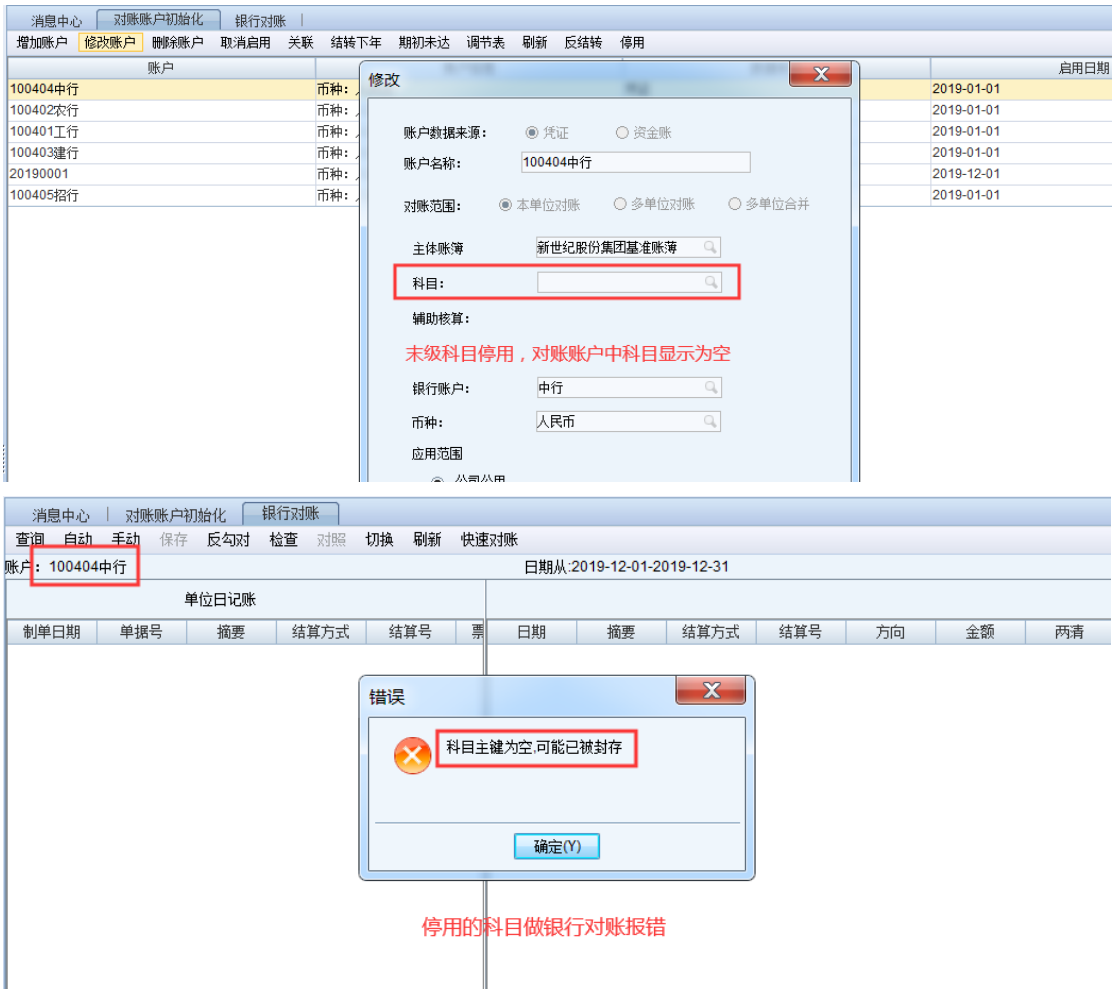 消息中心 对账账户初始化 银行对账
增加账户 修改账户 删除账户 取消启用 关联 结转下年 期初未达 调节表 刷新 反结转 停用
账户 启用日期
100404中行 币种: 2019-01-01
100402农行 币种: 2019-01-01
100401工行 币种: 2019-01-01
100403建行 币种: 2019-01-01
20190001 币种: 2019-12-01
100405招行 币种: 2019-01-01
修改
账户数据来源: 凭证 资金账
账户名称: 100404中行
对账范围: 本单位对账 多单位对账 多单位合并
主体账簿 新世纪股份集团基准账薄
科目:
辅助核算:
末级科目停用，对账账户中科目显示为空
银行账户: 中行
币种: 人民币
应用范围
公司公用
消息中心 对账账户初始化 银行对账
查询 自动 手动 保存 反勾对 检查 对照 切换 刷新 快速对账
账户: 100404中行 日期从:2019-12-01-2019-12-31
单位日记账
制单日期 单据号 摘要 结算方式 结算号 票 日期 摘要 结算方式 结算号 方向 金额 两清
错误
科目主键为空,可能已被封存
确定(Y)
停用的科目做银行对账报错